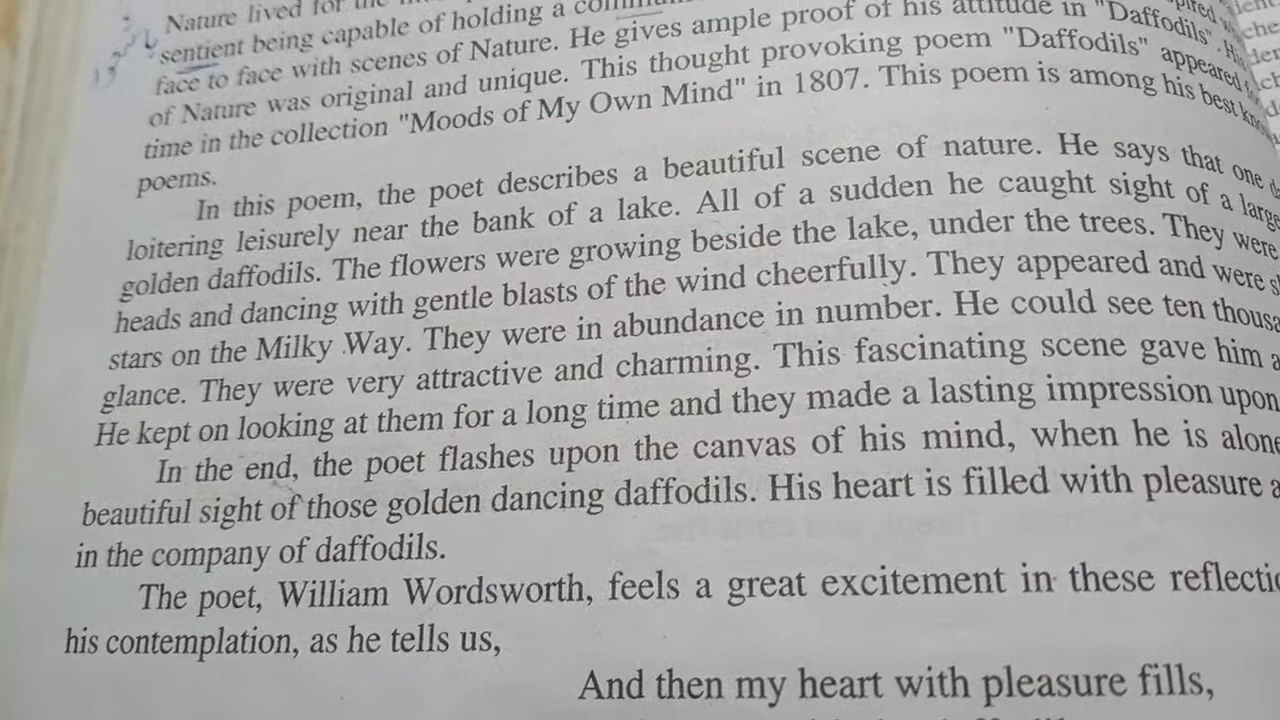 Nature lived for the
sentient being capable of holding a
face to face with scenes of Nature. He gives ample proof of his attitude in "Daffodils".
of Nature was original and unique. This thought provoking poem "Daffodils" appeared
time in the collection "Moods of My Own Mind" in 1807. This poem is among his best
poems.
In this poem, the poet describes a beautiful scene of nature. He says that one
loitering leisurely near the bank of a lake. All of a sudden he caught sight of a large
golden daffodils. The flowers were growing beside the lake, under the trees. They were
heads and dancing with gentle blasts of the wind cheerfully. They appeared and were
stars on the Milky Way. They were in abundance in number. He could see ten
glance. They were very attractive and charming. This fascinating scene gave him
He kept on looking at them for a long time and they made a lasting impression upon
In the end, the poet flashes upon the canvas of his mind, when he is alone
beautiful sight of those golden dancing daffodils. His heart is filled with pleasure
in the company of daffodils.
The poet, William Wordsworth, feels a great excitement in these
his contemplation, as he tells us,
And then my heart with pleasure fills,